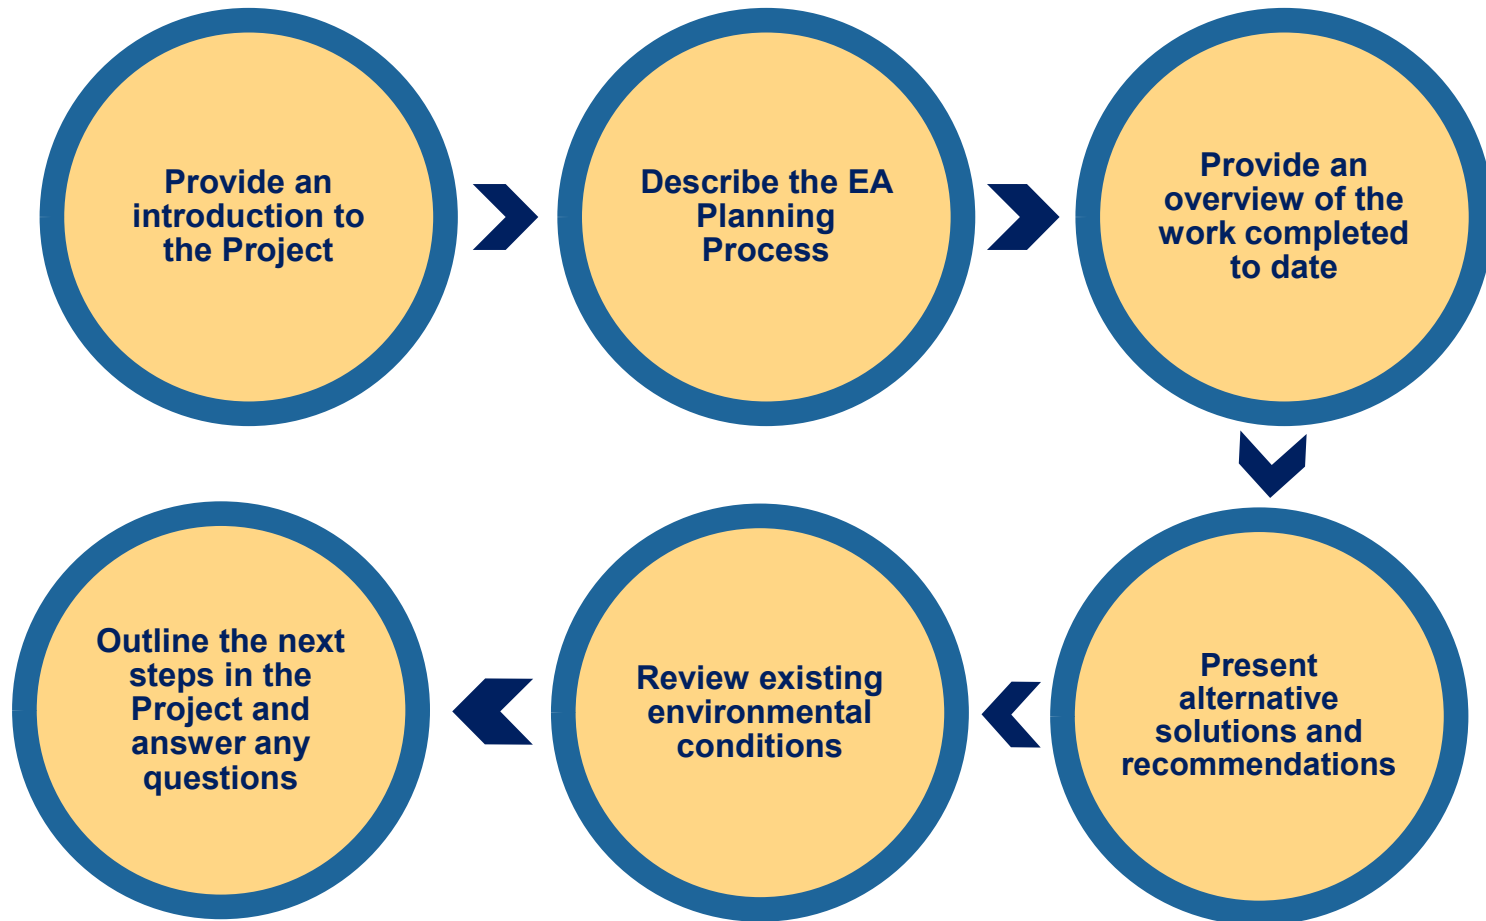 Provide an
introduction to
the Project
Describe the EA
Planning
Process
Provide an
overview of the
work completed
to date
Present
alternative
solutions and
recommendations
Review existing
environmental
conditions
Outline the next
steps in the
Project and
answer any
questions